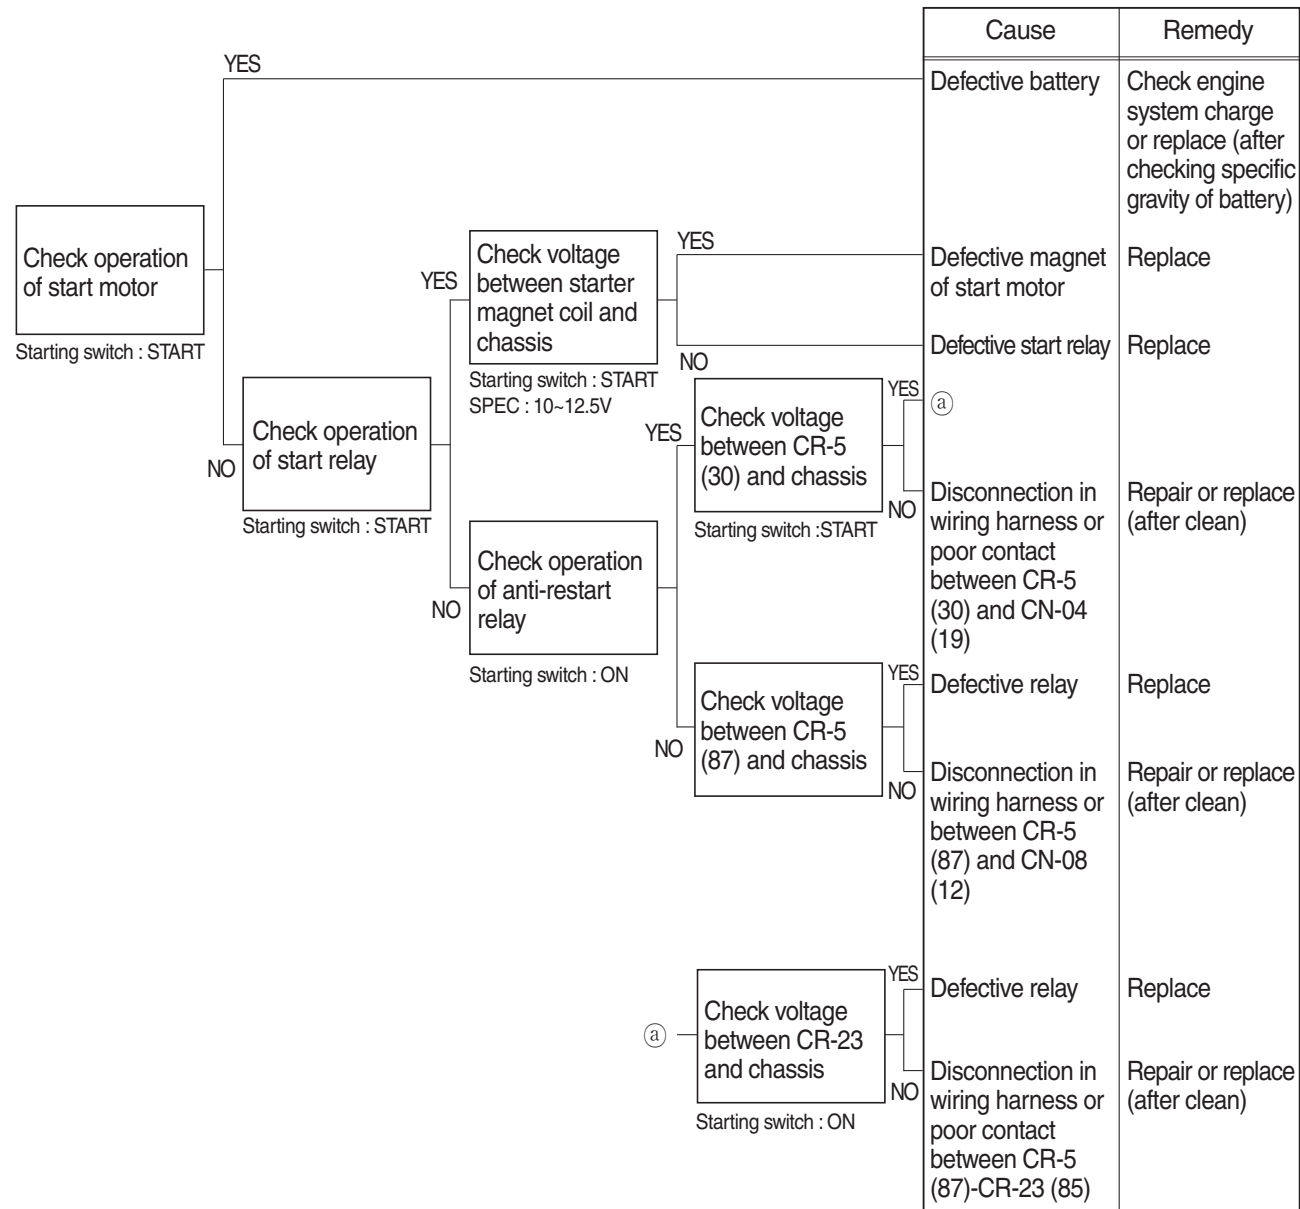 Cause
Remedy
YES
Defective battery
Check engine
system charge
or replace (after
checking specific
gravity of battery)
Check operation
of start motor
Starting switch : START
YES
Check voltage
between starter
magnet coil and
chassis
Starting switch : START
SPEC : 10~12.5V
YES
Defective magnet
of start motor
Replace
NO
Defective start relay
Replace
NO
Check operation
of start relay
Starting switch : START
YES
Check voltage
between CR-5
(30) and chassis
Starting switch :START
YES
ⓐ
NO
Disconnection in
wiring harness or
poor contact
between CR-5
(30) and CN-04
(19)
Repair or replace
(after clean)
NO
Check operation
of anti-restart
relay
Starting switch : ON
NO
Check voltage
between CR-5
(87) and chassis
YES
Defective relay
Replace
NO
Disconnection in
wiring harness or
between CR-5
(87) and CN-08
(12)
Repair or replace
(after clean)
ⓐ
Check voltage
between CR-23
and chassis
Starting switch : ON
YES
Defective relay
Replace
NO
Disconnection in
wiring harness or
poor contact
between CR-5
(87)-CR-23 (85)
Repair or replace
(after clean)